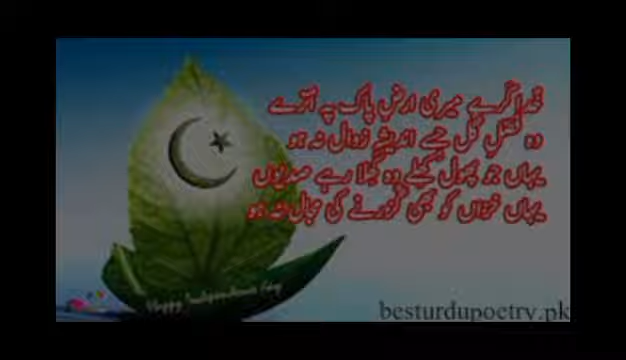 خدا کرے میری ارض پاک پہ اترے
وہ فصل گل جسے اندیشہ زوال نہ ہو
یہاں جو پھول کھلے وہ کھلا رہے صدیوں
یہاں خزاں کو بھی گزرنے کی مجال نہ ہو
Happy Independence day
besturdupoetry.pk